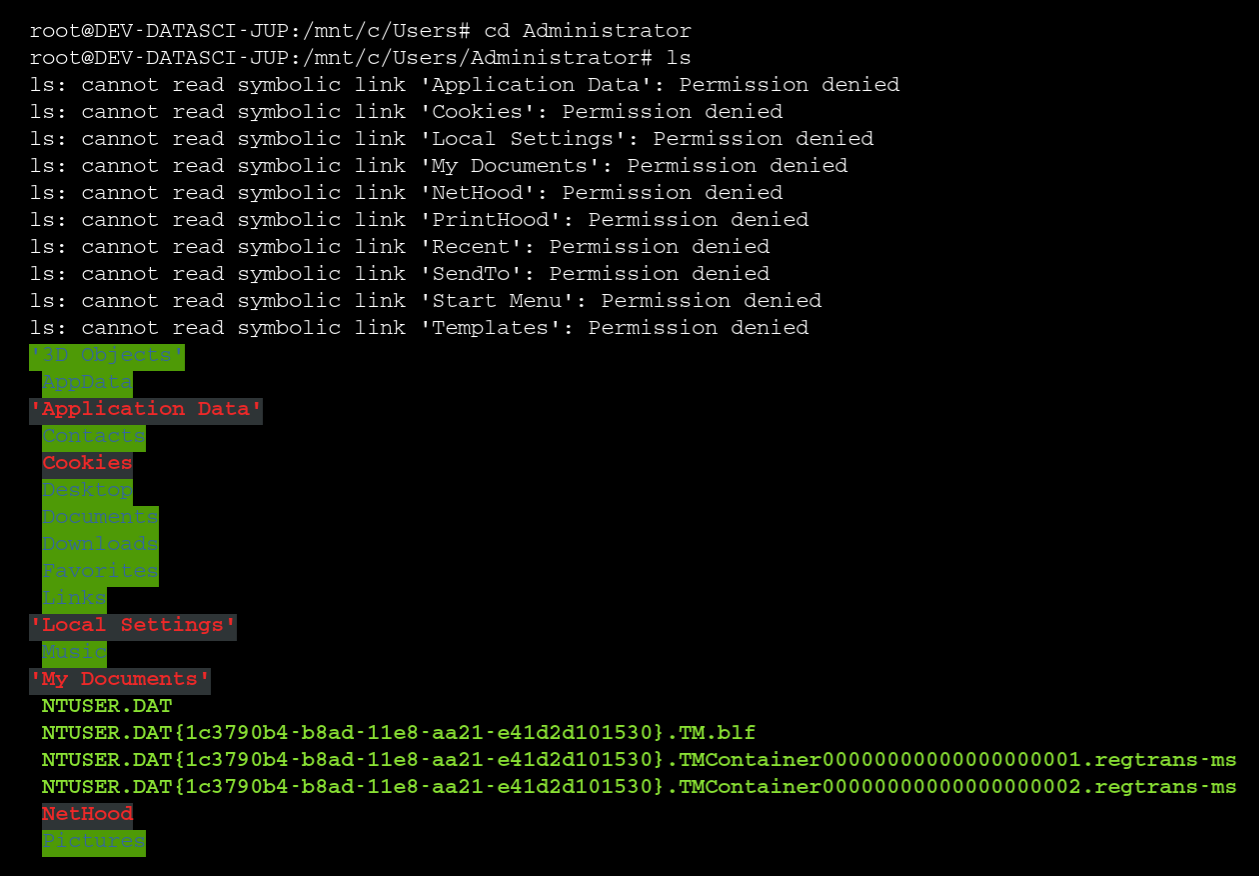 root@DEV-DATASCI-JUP:/mnt/c/Users# cd Administrator
root@DEV-DATASCI-JUP:/mnt/c/Users/Administrator# ls
ls: cannot read symbolic link 'Application Data': Permission denied
ls: cannot read symbolic link 'Cookies': Permission denied
ls: cannot read symbolic link 'Local Settings': Permission denied
ls: cannot read symbolic link 'My Documents': Permission denied
ls: cannot read symbolic link 'NetHood': Permission denied
ls: cannot read symbolic link 'PrintHood': Permission denied
ls: cannot read symbolic link 'Recent': Permission denied
ls: cannot read symbolic link 'SendTo': Permission denied
ls: cannot read symbolic link 'Start Menu': Permission denied
ls: cannot read symbolic link 'Templates': Permission denied
'3D Objects'
AppData
'Application Data'
Contacts
Cookies
Desktop
Documents
Downloads
Favorites
Links
'Local Settings'
Music
'My Documents'
NTUSER.DAT
NTUSER.DAT{1c3790b4-b8ad-11e8-aa21-e41d2d101530}.TM.blf
NTUSER.DAT{1c3790b4-b8ad-11e8-aa21-e41d2d101530}.TMContainer00000000000000000001.regtrans-ms
NTUSER.DAT{1c3790b4-b8ad-11e8-aa21-e41d2d101530}.TMContainer00000000000000000002.regtrans-ms
NetHood
Pictures